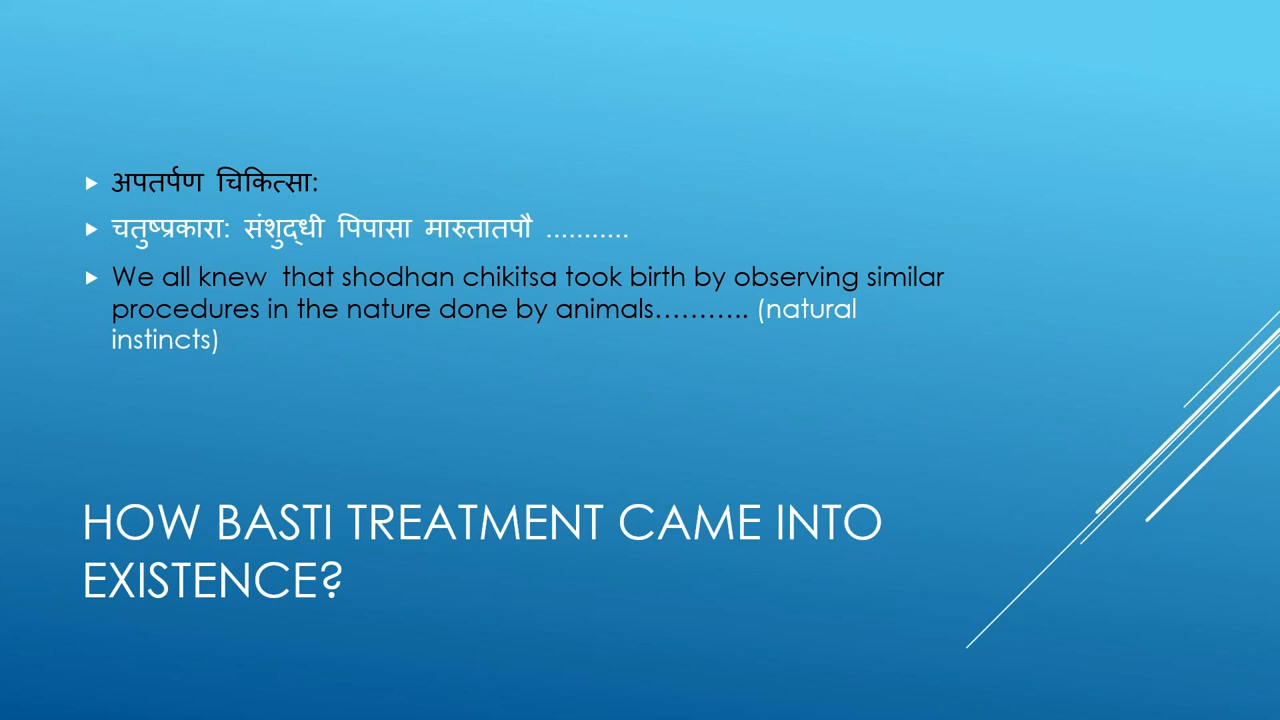 अपतर्पण चिकित्सा:
चतुष्प्रकारा: संशुद्धी पिपासा मारुतातपौ ...........
We all knew that shodhan chikitsa took birth by observing similar
procedures in the nature done by animals……….. (natural
instincts)
HOW BASTI TREATMENT CAME INTO
EXISTENCE?